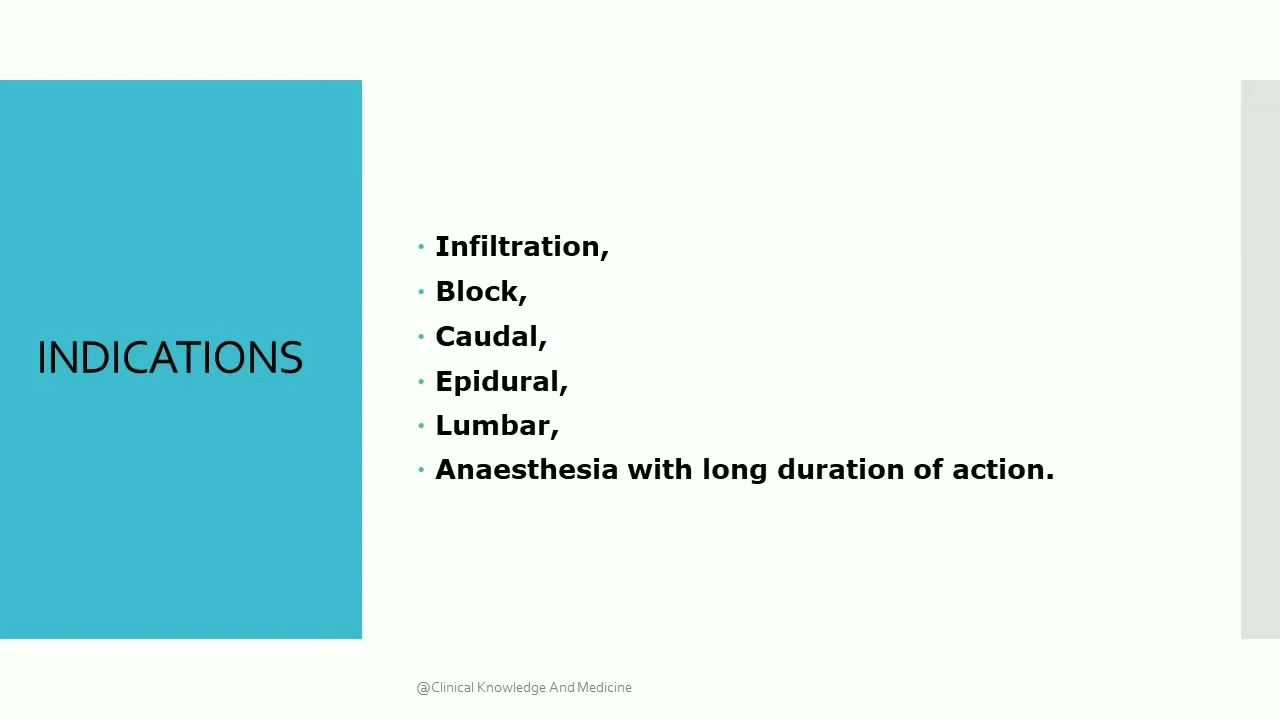 INDICATIONS
• Infiltration,
• Block,
• Caudal,
• Epidural,
• Lumbar,
• Anaesthesia with long duration of action.
@Clinical Knowledge And Medicine